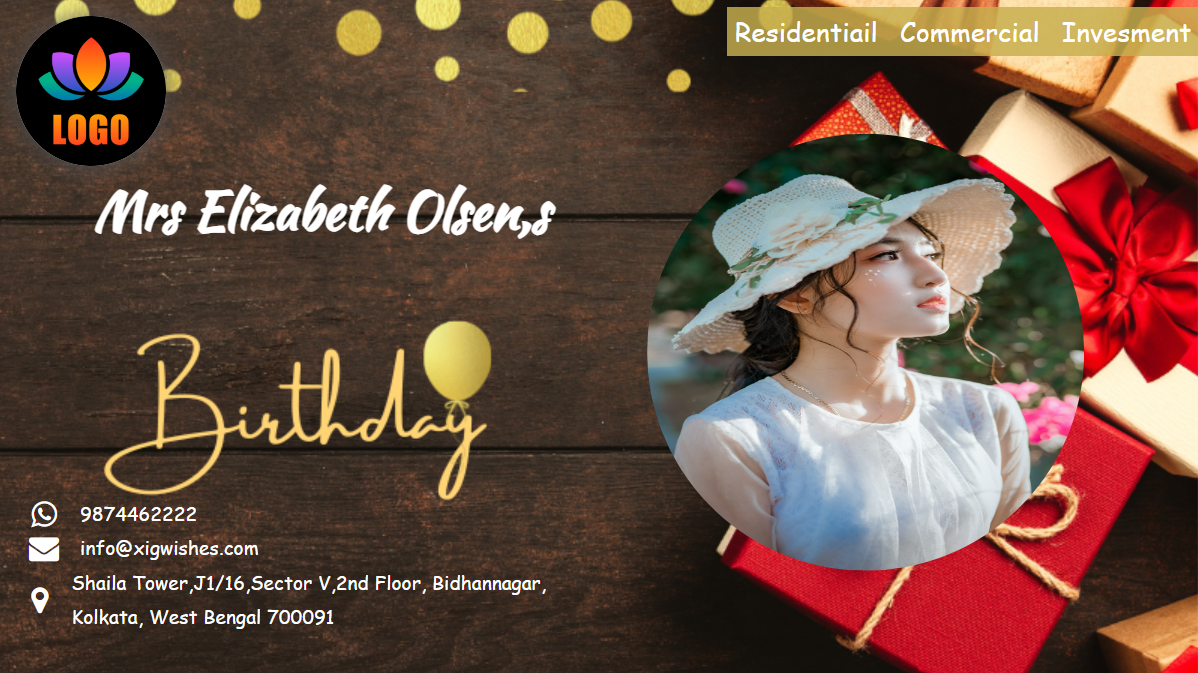 Residentiail Commercial Invesment
LOGO
Mrs Elizabeth Olsen,s
Birthday
9874462222
info@xigwishes.com
Shaila Tower,J1/16,Sector V,2nd Floor, Bidhannagar,
Kolkata, West Bengal 700091